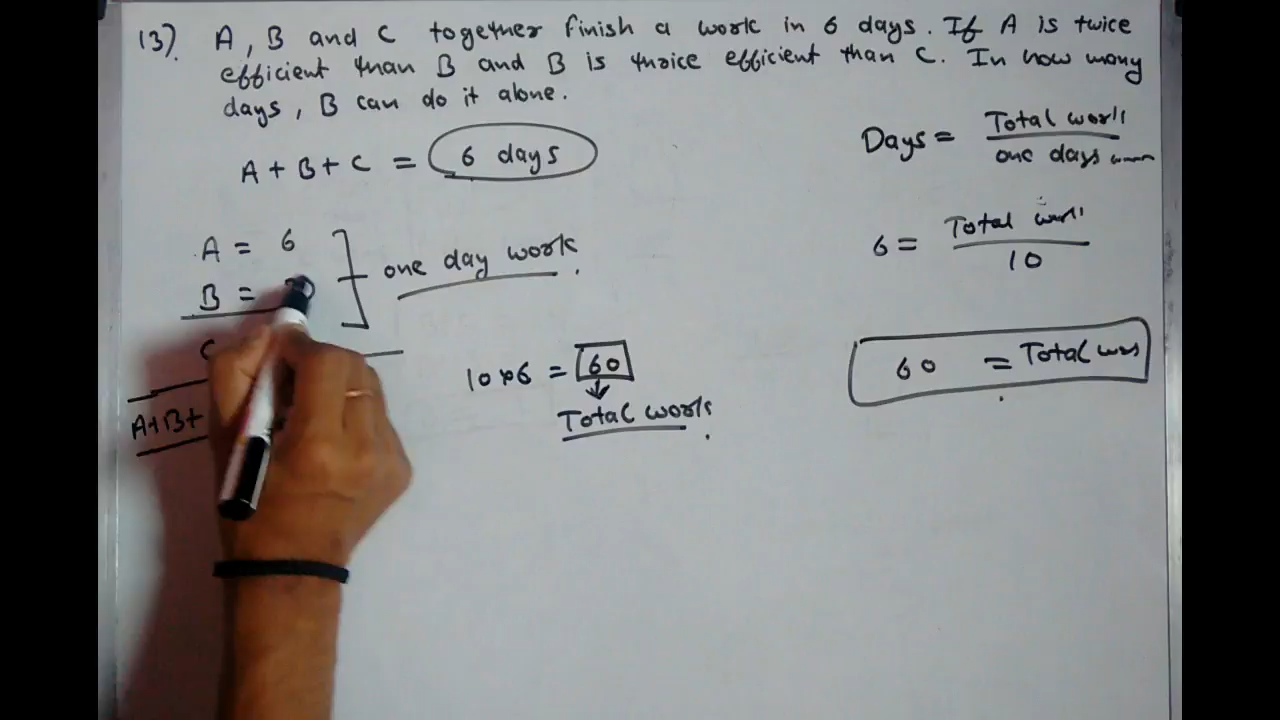 13). A, B and C together finish a work in 6 days. If A is twice
efficient than B and B is thrice efficient than C. In how many
days, B can do it alone.
A + B + C = 6 days
Days = Total work
one days
A = 6
B =
C
A+B+
one day work
6 = Total work
10
10 × 6 = 60
Total work
60 = Total